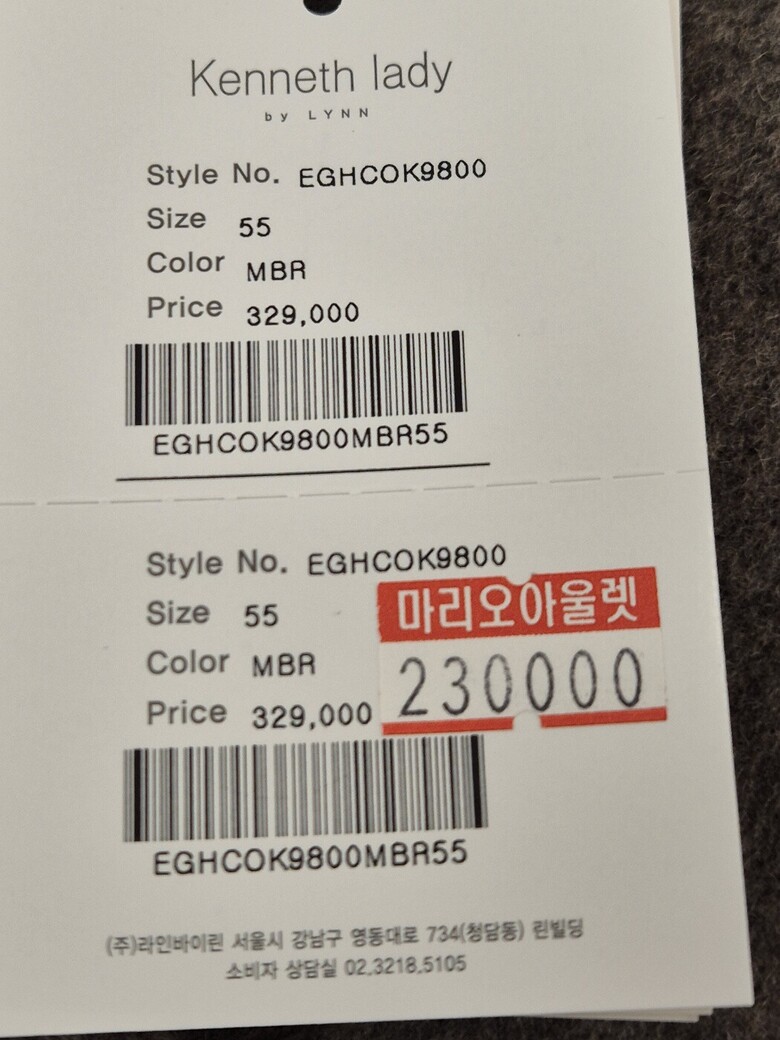 Kenneth lady
by LYNN
Style No. EGHCOK9800
Size 55
Color MBR
Price 329,000
EGHCOK9800MBR55
Style No. EGHCOK9800
Size 55
Color MBR
Price 329,000
마리오아울렛
230000
EGHCOK9800MBR55
(주)라인바이린 서울시 강남구 영동대로 734(청담동) 린빌딩
소비자 상담실 02.3218.5105